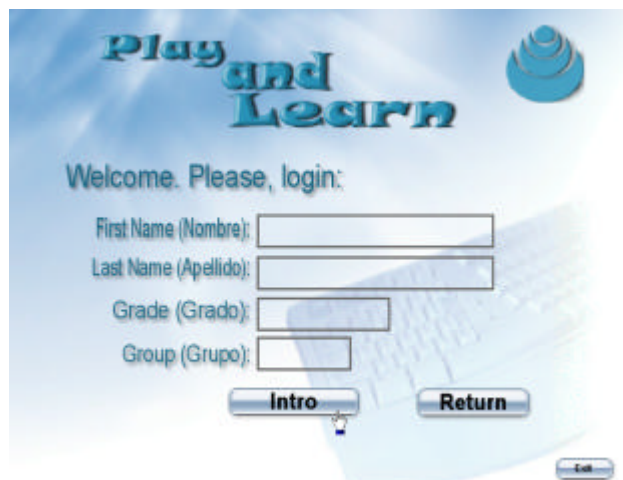 Play
and
Learn
Welcome. Please, login:
First Name (Nombre):
Last Name (Apellido):
Grade (Grado):
Group (Grupo):
Intro Return
Exit